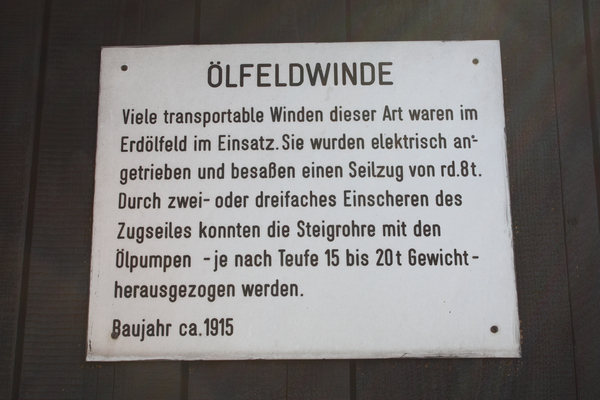 ÖLFELDWINDE
Viele transportable Winden dieser Art waren im
Erdölfeld im Einsatz. Sie wurden elektrisch an-
getrieben und besaßen einen Seilzug von rd. 8 t.
Durch zwei- oder dreifaches Einscheren des
Zugseiles konnten die Steigrohre mit den
Ölpumpen - je nach Teufe 15 bis 20 t Gewicht -
herausgezogen werden.
Baujahr ca. 1915